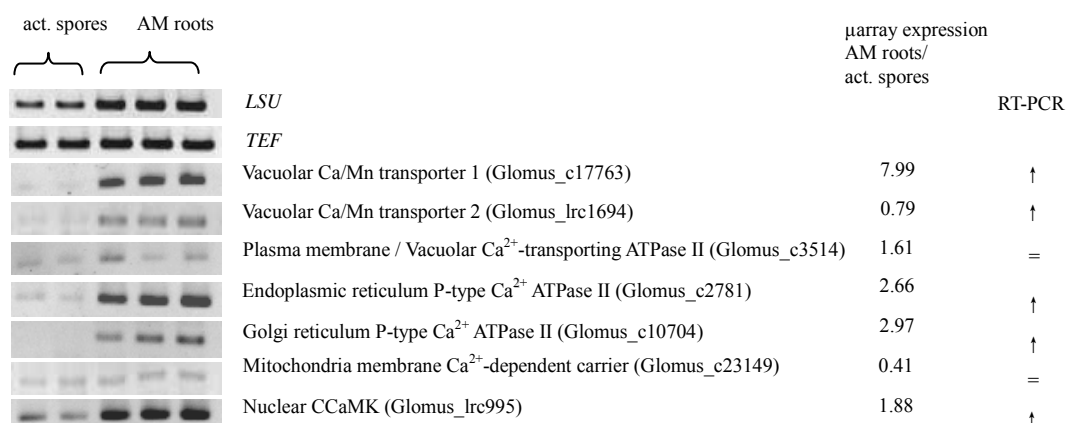 act. spores AM roots
µarray expression
AM roots/
act. spores
RT-PCR
LSU
TEF
Vacuolar Ca/Mn transporter 1 (Glomus_c17763) 7.99 ↑
Vacuolar Ca/Mn transporter 2 (Glomus_lrc1694) 0.79 ↑
Plasma membrane / Vacuolar Ca²⁺-transporting ATPase II (Glomus_c3514) 1.61 =
Endoplasmic reticulum P-type Ca²⁺ ATPase II (Glomus_c2781) 2.66 ↑
Golgi reticulum P-type Ca²⁺ ATPase II (Glomus_c10704) 2.97 ↑
Mitochondria membrane Ca²⁺-dependent carrier (Glomus_c23149) 0.41 =
Nuclear CCaMK (Glomus_lrc995) 1.88 ↑